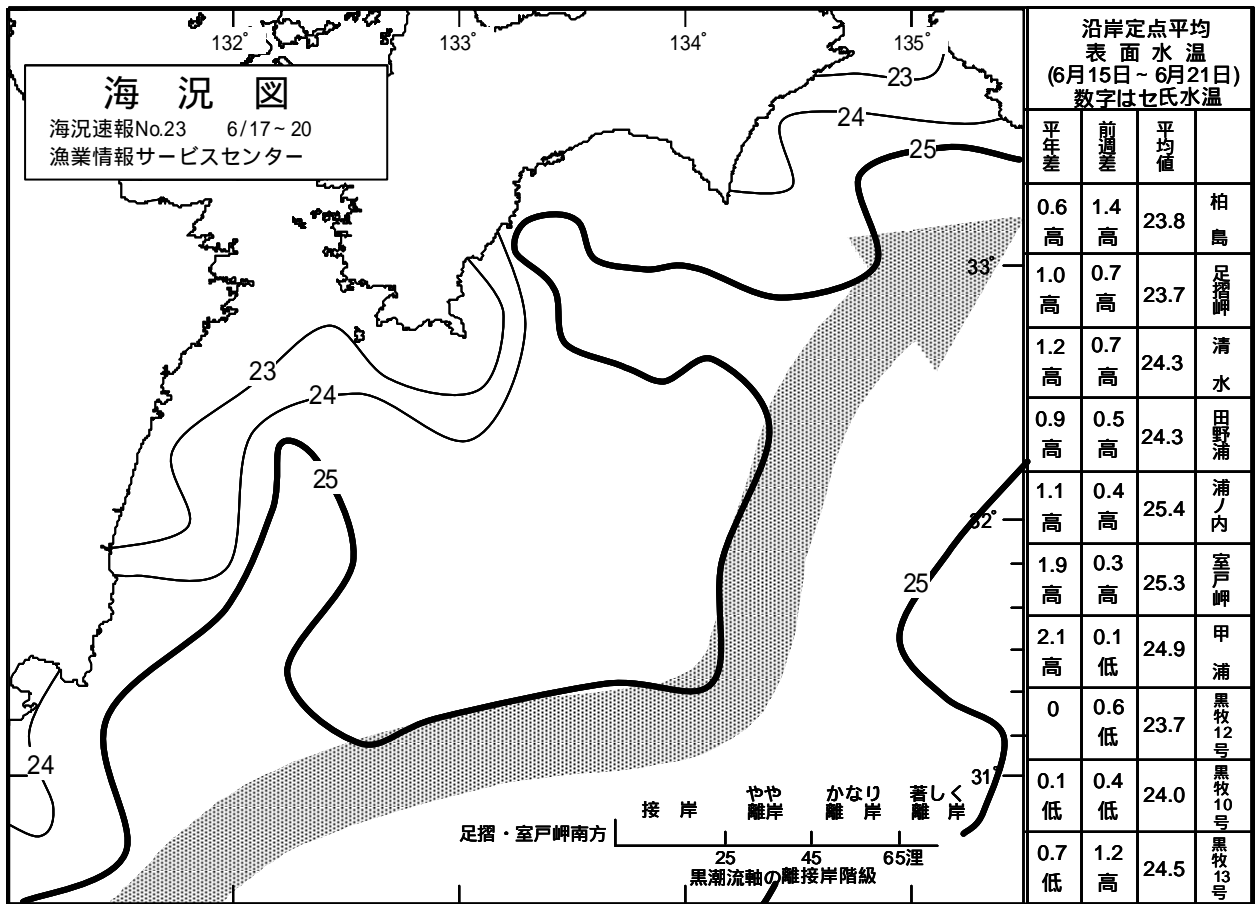 132° 133° 134° 135°
海 況 図
海況速報No.23 6/17~20
漁業情報サービスセンター
23
24
25
33°
23
24
25
32°
25
24
31°
接 岸 やや離岸 かなり離岸 著しく離岸
足摺・室戸岬南方
25 45 65浬
黒潮流軸の離接岸階級
沿岸定点平均
表 面 水 温
(6月15日~6月21日)
数字はセ氏水温
平年差 前週差 平均値
0.6高 1.4高 23.8 柏島
1.0高 0.7高 23.7 足摺岬
1.2高 0.7高 24.3 清水
0.9高 0.5高 24.3 田野浦
1.1高 0.4高 25.4 浦ノ内
1.9高 0.3高 25.3 室戸岬
2.1高 0.1低 24.9 甲浦
0 0.6低 23.7 黒牧12号
0.1低 0.4低 24.0 黒牧10号
0.7低 1.2高 24.5 黒牧13号